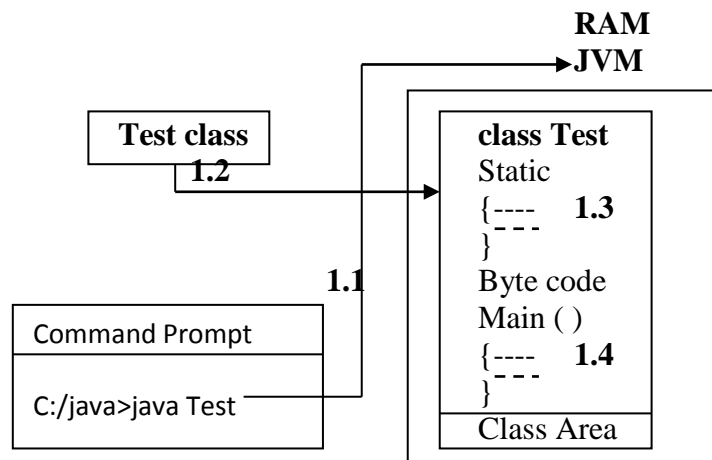 RAM
JVM
Test class
1.2
class Test
Static
{---- 1.3
---
}
Byte code
Main ( )
{---- 1.4
---
}
Class Area
1.1
Command Prompt
C:/java>java Test